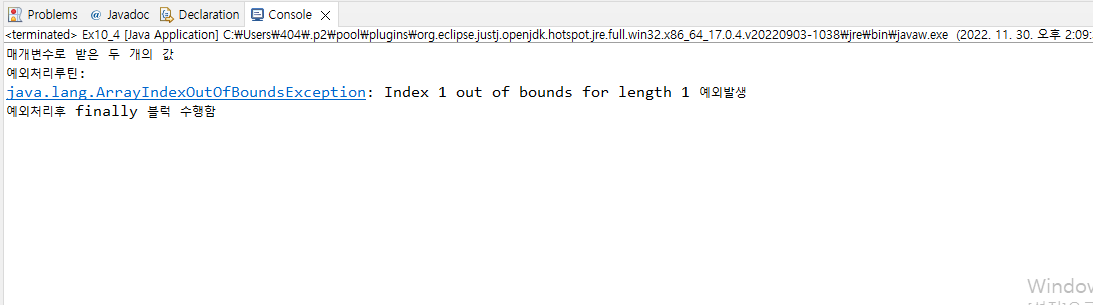 Problems Javadoc Declaration Console
<terminated> Ex10_4 [Java Application] C:₩Users₩404₩.p2₩pool₩plugins₩org.eclipse.justj.openjdk.hotspot.jre.full.win32.x86_64_17.0.4.v20220903-1038₩jre₩bin₩javaw.exe (2022. 11. 30. 오후 2:09:
매개변수로 받은 두 개의 값
예외처리루틴:
java.lang.ArrayIndexOutOfBoundsException: Index 1 out of bounds for length 1 예외발생
예외처리후 finally 블럭 수행함
Window